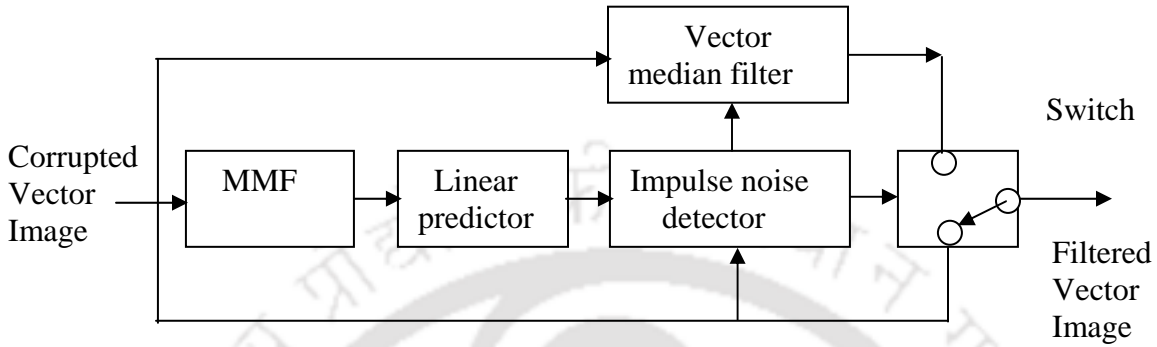 Vector
median filter
Switch
Corrupted
Vector
Image
MMF
Linear
predictor
Impulse noise
detector
Filtered
Vector
Image